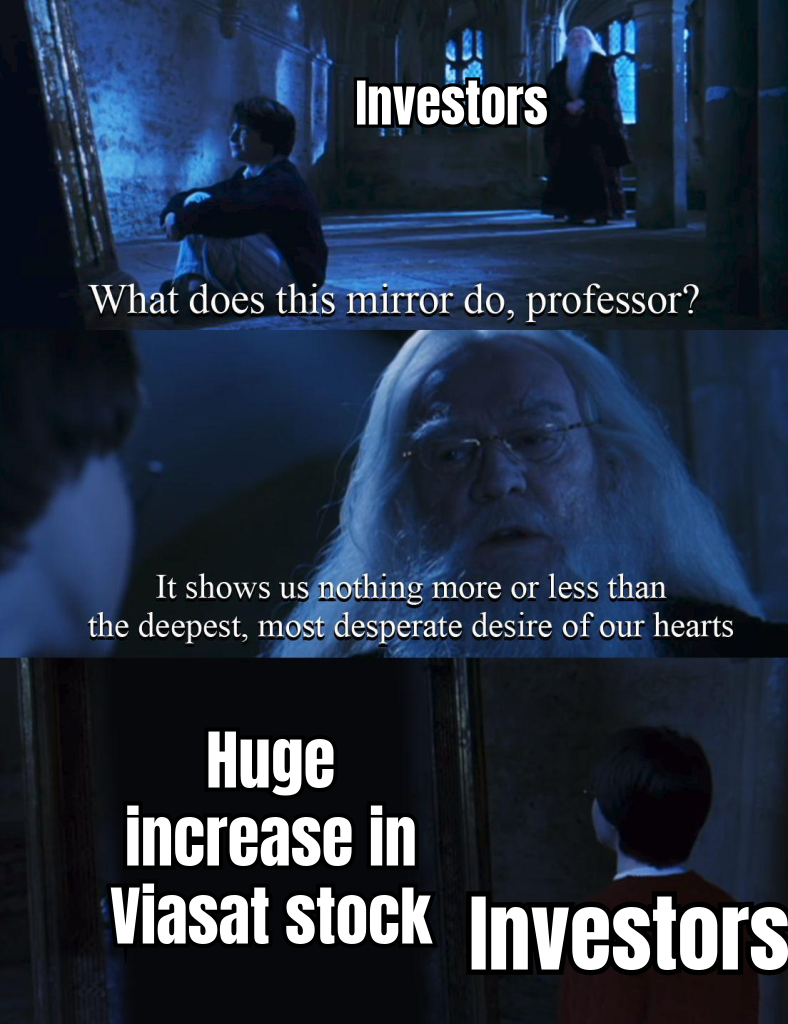 Investors
What does this mirror do, professor?
It shows us nothing more or less than
the deepest, most desperate desire of our hearts
Huge
increase in
Viasat stock
Investors